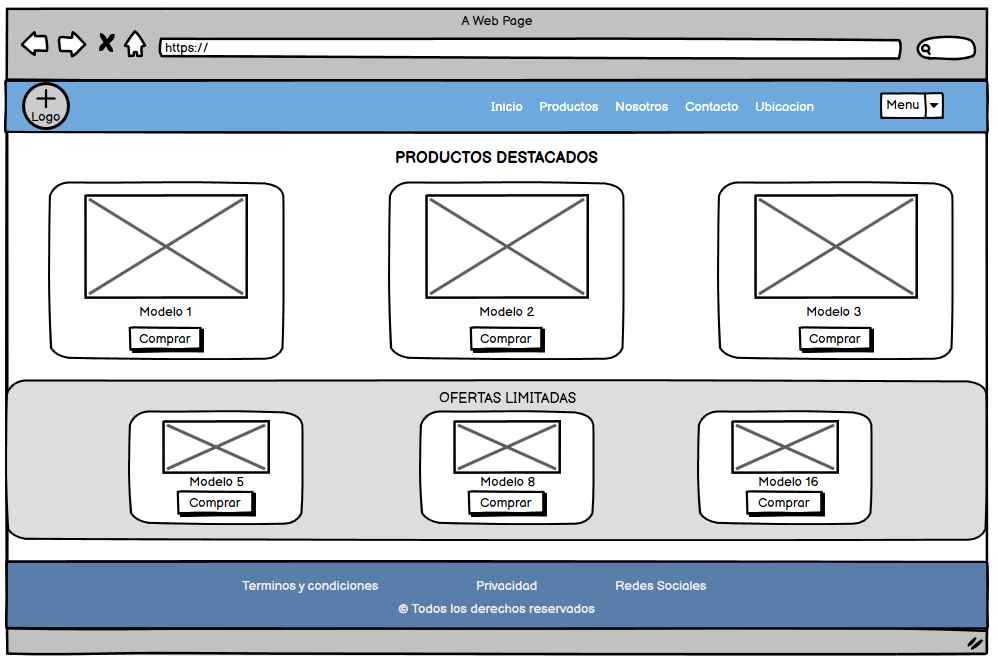 A Web Page
https://
Logo
Inicio Productos Nosotros Contacto Ubicacion Menu
PRODUCTOS DESTACADOS
Modelo 1 Modelo 2 Modelo 3
Comprar Comprar Comprar
OFERTAS LIMITADAS
Modelo 5 Modelo 8 Modelo 16
Comprar Comprar Comprar
Terminos y condiciones Privacidad Redes Sociales
© Todos los derechos reservados